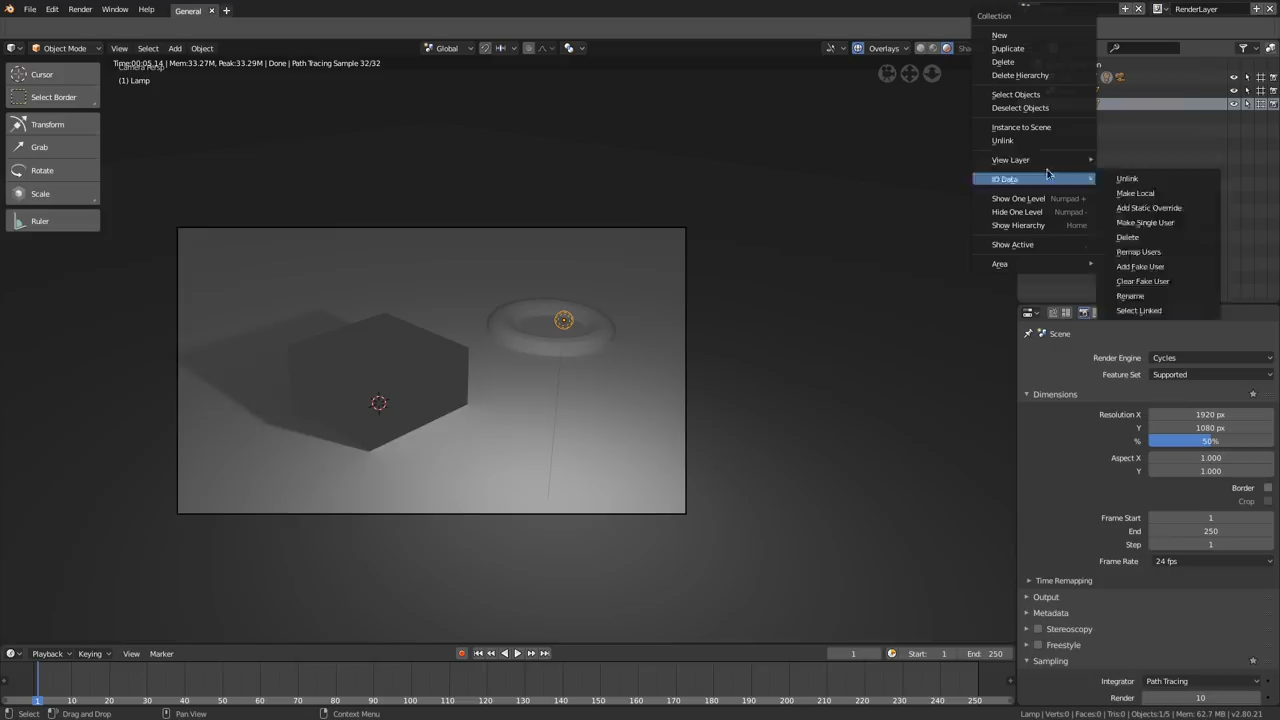 File Edit Render Window Help General
RenderLayer
Object Mode View Select Add Object Global Overlays
Time:00:05.14 | Mem:33.27M, Peak:33.29M | Done | Path Tracing Sample 32/32
(1) Lamp
Cursor
Select Border
Transform
Grab
Rotate
Scale
Ruler
Collection
New
Duplicate
Delete
Delete Hierarchy
Select Objects
Deselect Objects
Instance to Scene
Unlink
View Layer
ID Data
Show One Level Numpad +
Hide One Level Numpad -
Show Hierarchy Home
Show Active .
Area
Unlink
Make Local
Add Static Override
Make Single User
Delete
Remap Users
Add Fake User
Clear Fake User
Rename
Select Linked
Scene
Render Engine Cycles
Feature Set Supported
Dimensions
Resolution X 1920 px
Y 1080 px
% 50%
Aspect X 1.000
Y 1.000
Border
Crop
Frame Start 1
End 250
Step 1
Frame Rate 24 fps
Time Remapping
Output
Metadata
Stereoscopy
Freestyle
Sampling
Integrator Path Tracing
Render 10
Playback Keying View Marker 1 Start: 1 End: 250
1 10 20 30 40 50 60 70 80 90 100 110 120 130 140 150 160 170 180 190 200 210 220 230 240 250
Select Drag and Drop Pan View Context Menu Lamp | Verts:0 | Faces:0 | Tris:0 | Objects:1/5 | Mem: 62.7 MB | v2.80.21